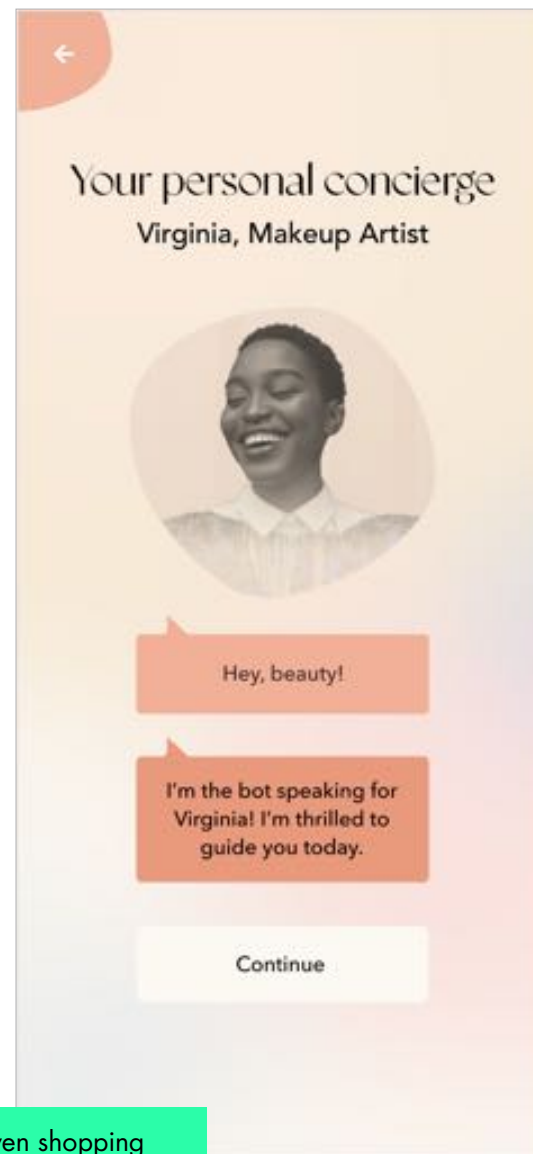 Your personal concierge
Virginia, Makeup Artist
Hey, beauty!
I'm the bot speaking for
Virginia! I'm thrilled to
guide you today.
Continue
shopping